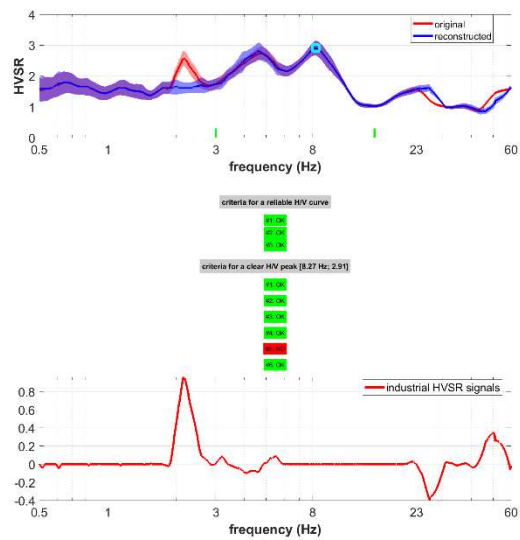 HVSR
4
3
2
1
0
original
reconstructed
0.5 1 3 8 23 60
frequency (Hz)
criteria for a reliable H/V curve
#1: OK
#2: OK
#3: OK
criteria for a clear H/V peak [8.27 Hz; 2.91]
#1: OK
#2: OK
#3: OK
#4: OK
#6: OK
industrial HVSR signals
0.8
0.6
0.4
0.2
0
-0.2
-0.4
0.5 1 3 8 23 60
frequency (Hz)